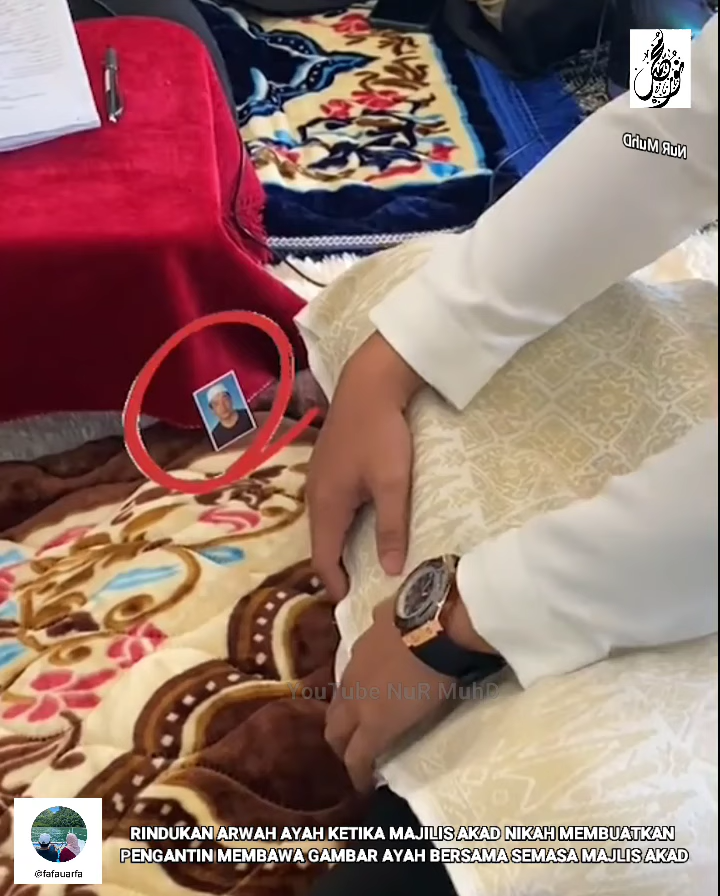 NuR MuhD
YouTube NuR MuhD
RINDUKAN ARWAH AYAH KETIKA MAJILIS AKAD NIKAH MEMBUATKAN
PENGANTIN MEMBAWA GAMBAR AYAH BERSAMA SEMASA MAJLIS AKAD
@fafauarfa